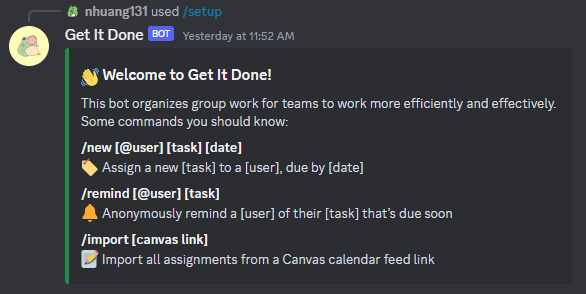 nhuang131 used /setup
Get It Done BOT Yesterday at 11:52 AM
👋 Welcome to Get It Done!
This bot organizes group work for teams to work more efficiently and effectively.
Some commands you should know:
/new [@user] [task] [date]
🏷️ Assign a new [task] to a [user], due by [date]
/remind [@user] [task]
🔔 Anonymously remind a [user] of their [task] that’s due soon
/import [canvas link]
📝 Import all assignments from a Canvas calendar feed link